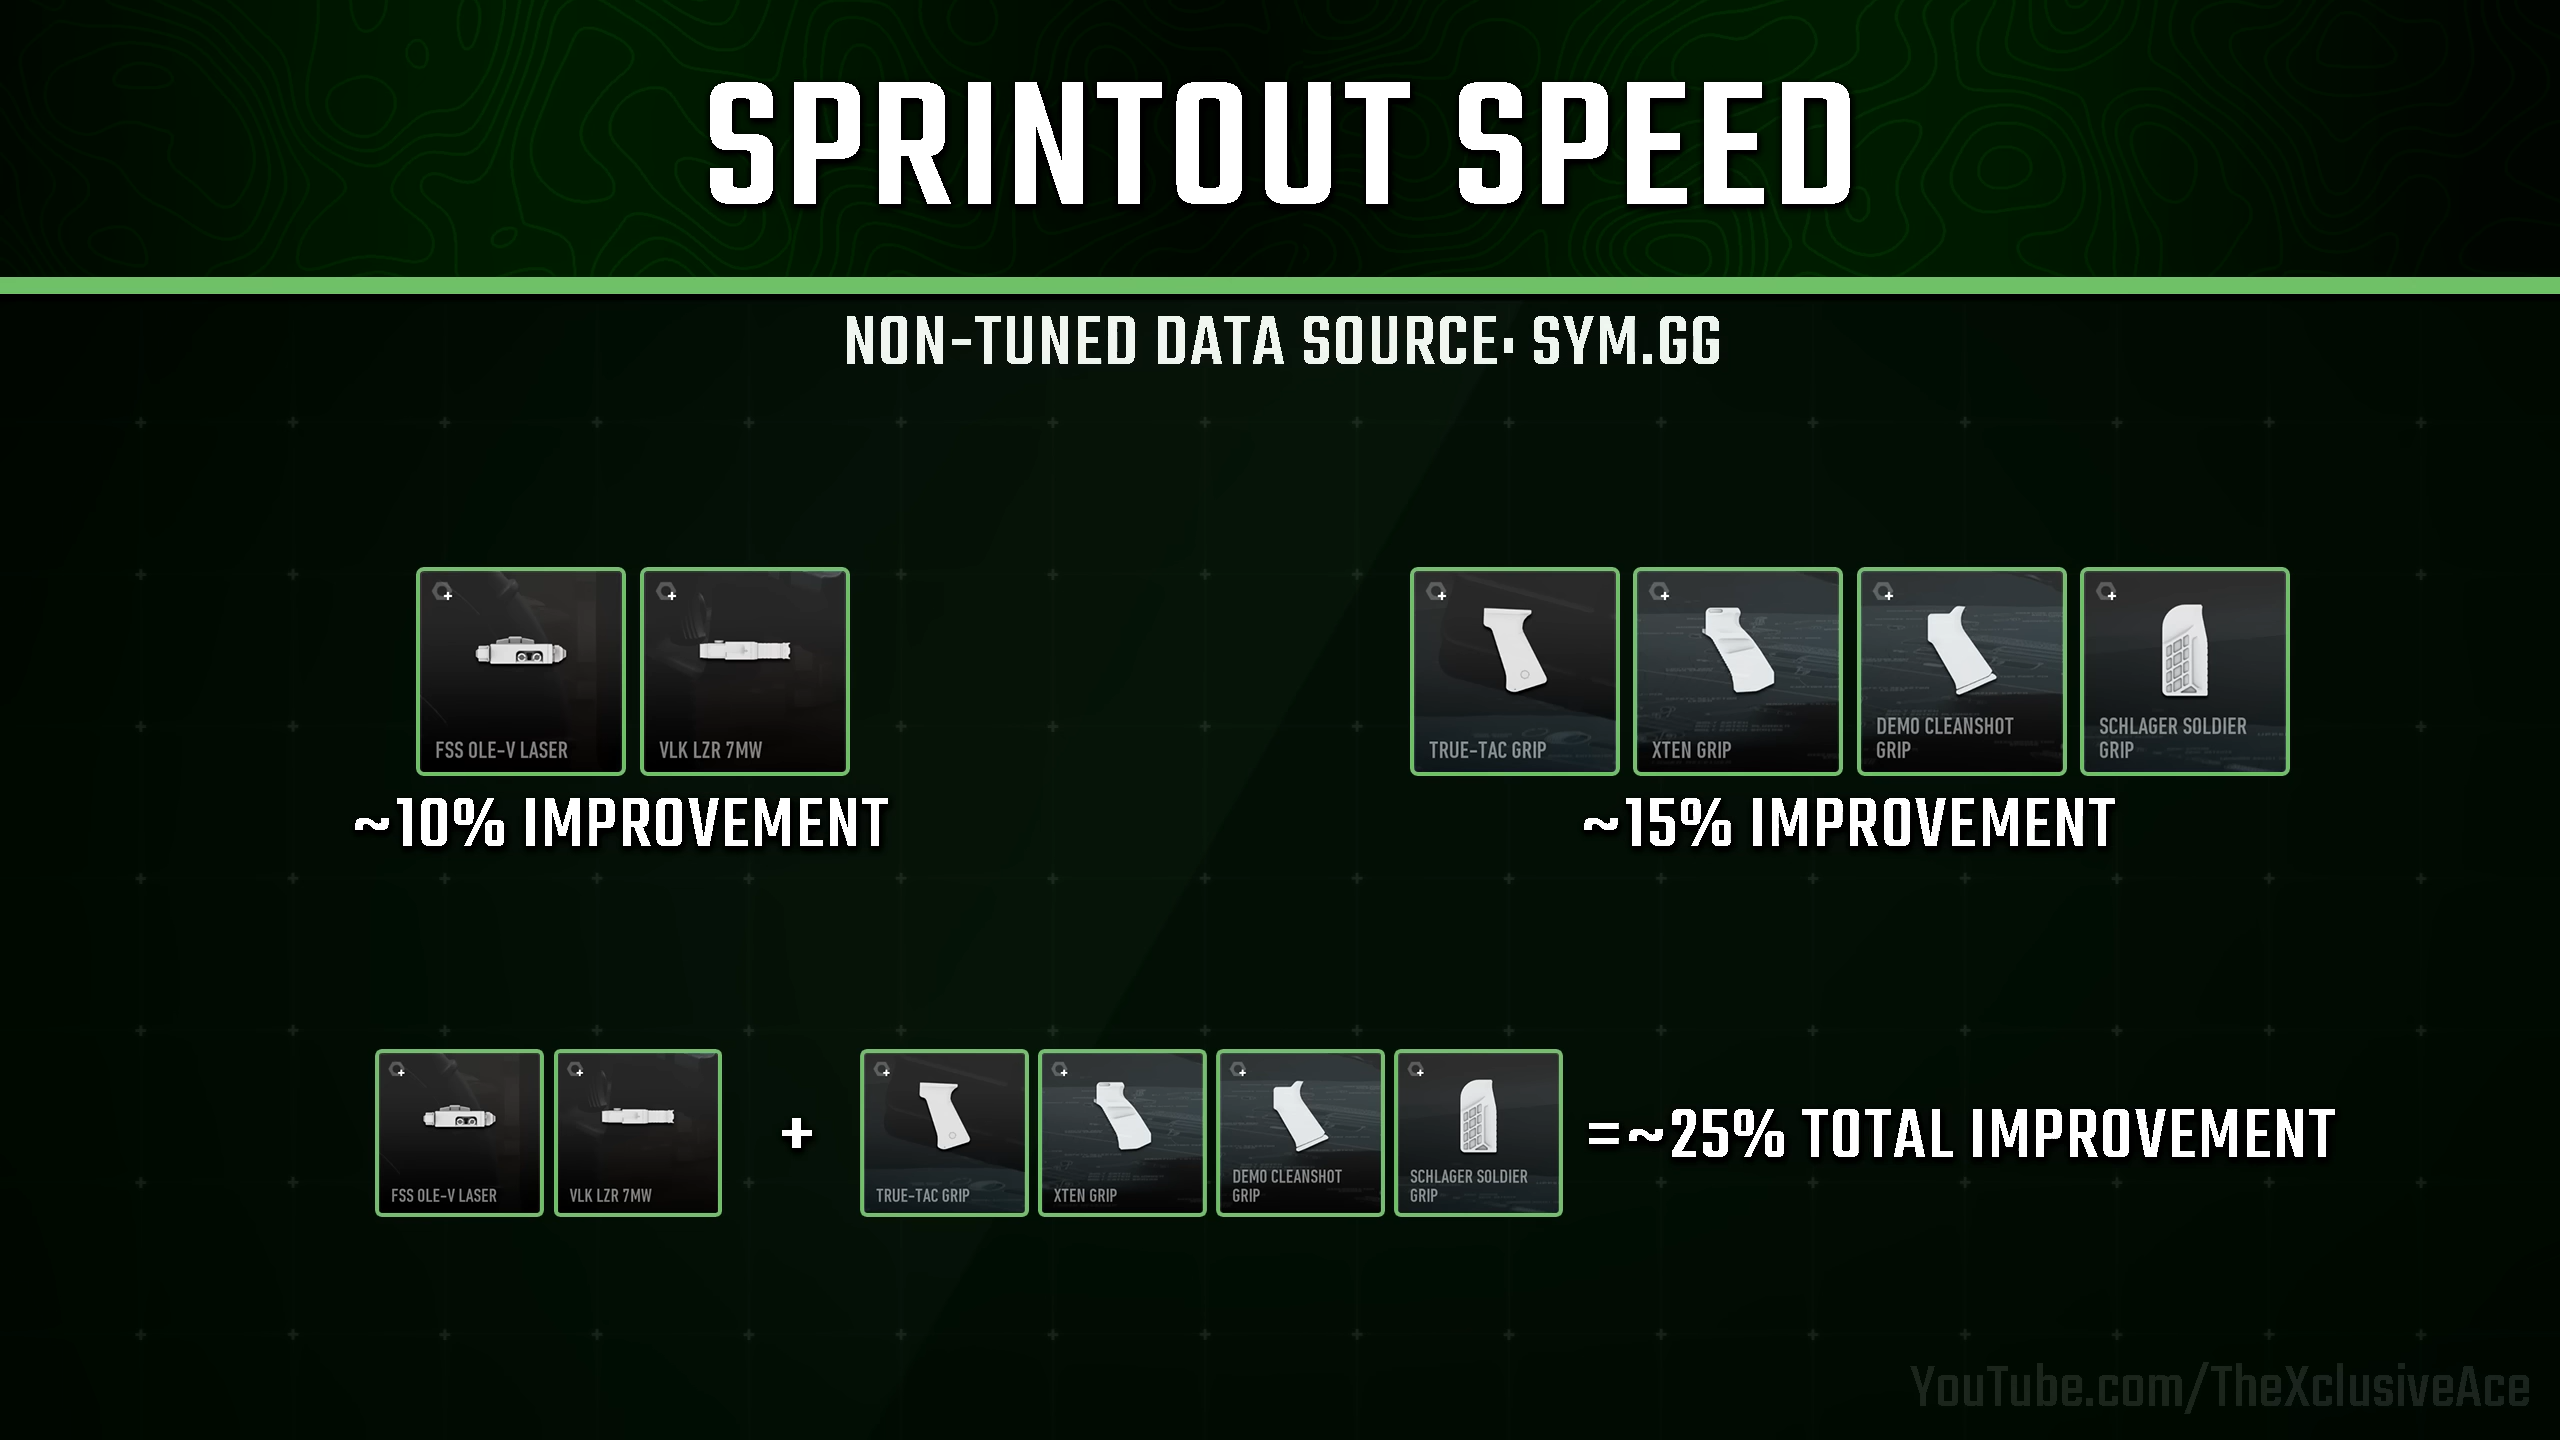 SPRINTOUT SPEED
NON-TUNED DATA SOURCE: SYM.GG
FSS OLE-V LASER
VLK LZR 7MW
~10% IMPROVEMENT
TRUE-TAC GRIP
XTEN GRIP
DEMO CLEANSHOT
GRIP
SCHLAGER SOLDIER
GRIP
~15% IMPROVEMENT
FSS OLE-V LASER
VLK LZR 7MW
+
TRUE-TAC GRIP
XTEN GRIP
DEMO CLEANSHOT
GRIP
SCHLAGER SOLDIER
GRIP
=~25% TOTAL IMPROVEMENT
YouTube.com/TheXclusiveAce